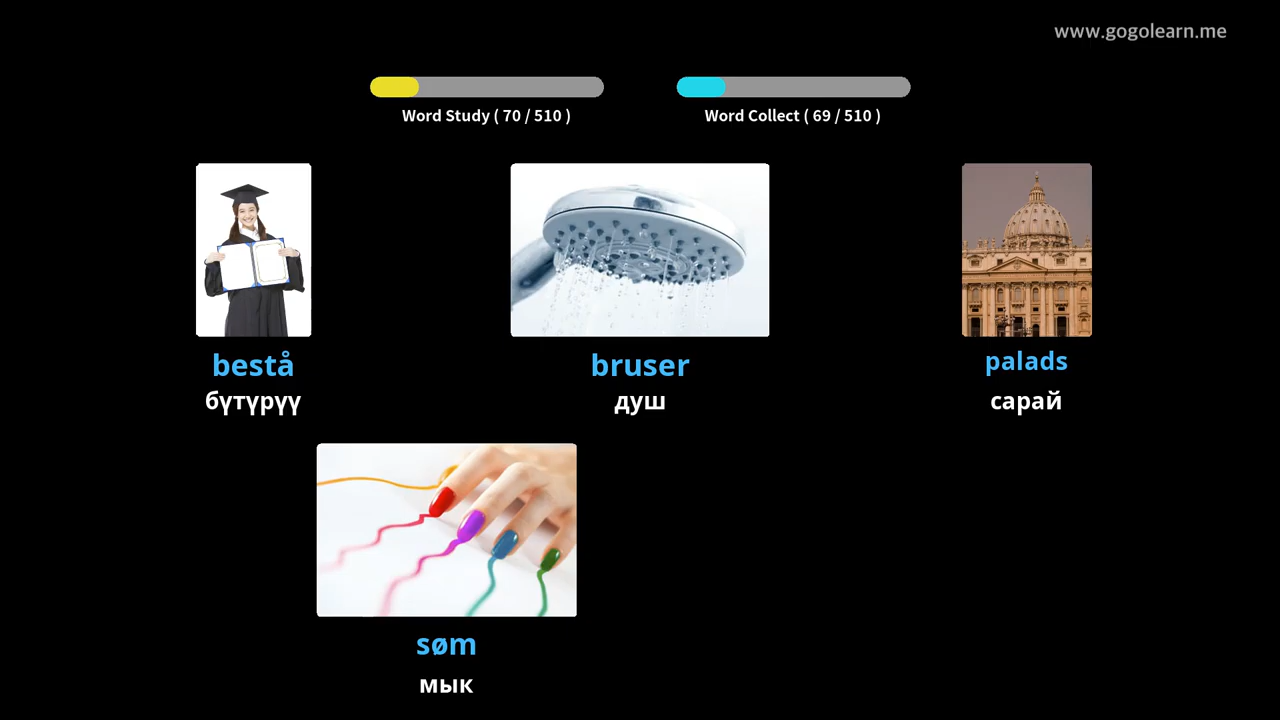 www.gogolearn.me
Word Study ( 70 / 510 )
Word Collect ( 69 / 510 )
bestå
bruser
palads
бүтүрүү
душ
сарай
søm
мык